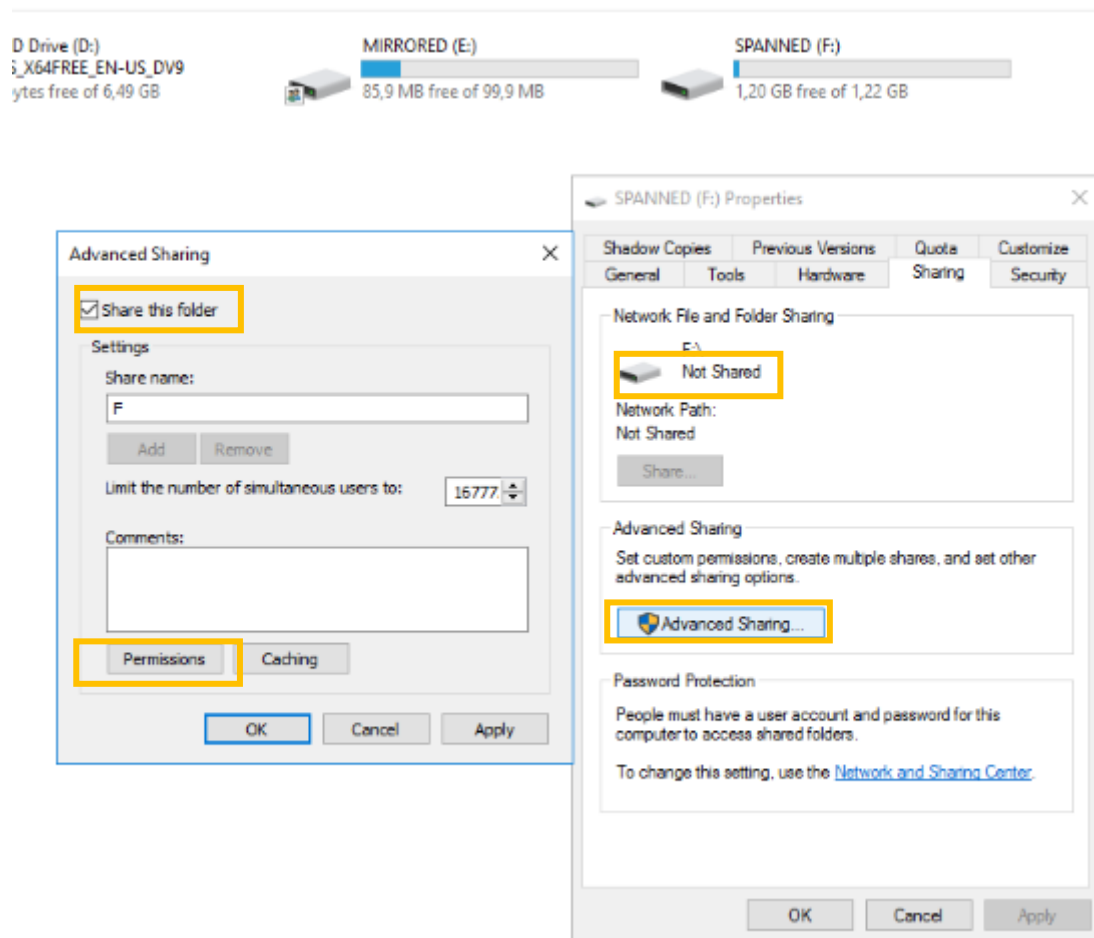 D Drive (D:)
S_X64FREE_EN-US_DV9
ytes free of 6,49 GB
MIRRORED (E:)
85,9 MB free of 99,9 MB
SPANNED (F:)
1,20 GB free of 1,22 GB
Advanced Sharing
Share this folder
Settings
Share name:
F
Add
Remove
Limit the number of simultaneous users to:
16777
Comments:
Permissions
Caching
OK
Cancel
Apply
SPANNED (F:) Properties
Shadow Copies
Previous Versions
Quota
Customize
General
Tools
Hardware
Sharing
Security
Network File and Folder Sharing
F:\
Not Shared
Network Path:
Not Shared
Share...
Advanced Sharing
Set custom permissions, create multiple shares, and set other
advanced sharing options.
Advanced Sharing...
Password Protection
People must have a user account and password for this
computer to access shared folders.
To change this setting, use the Network and Sharing Center.
OK
Cancel
Apply